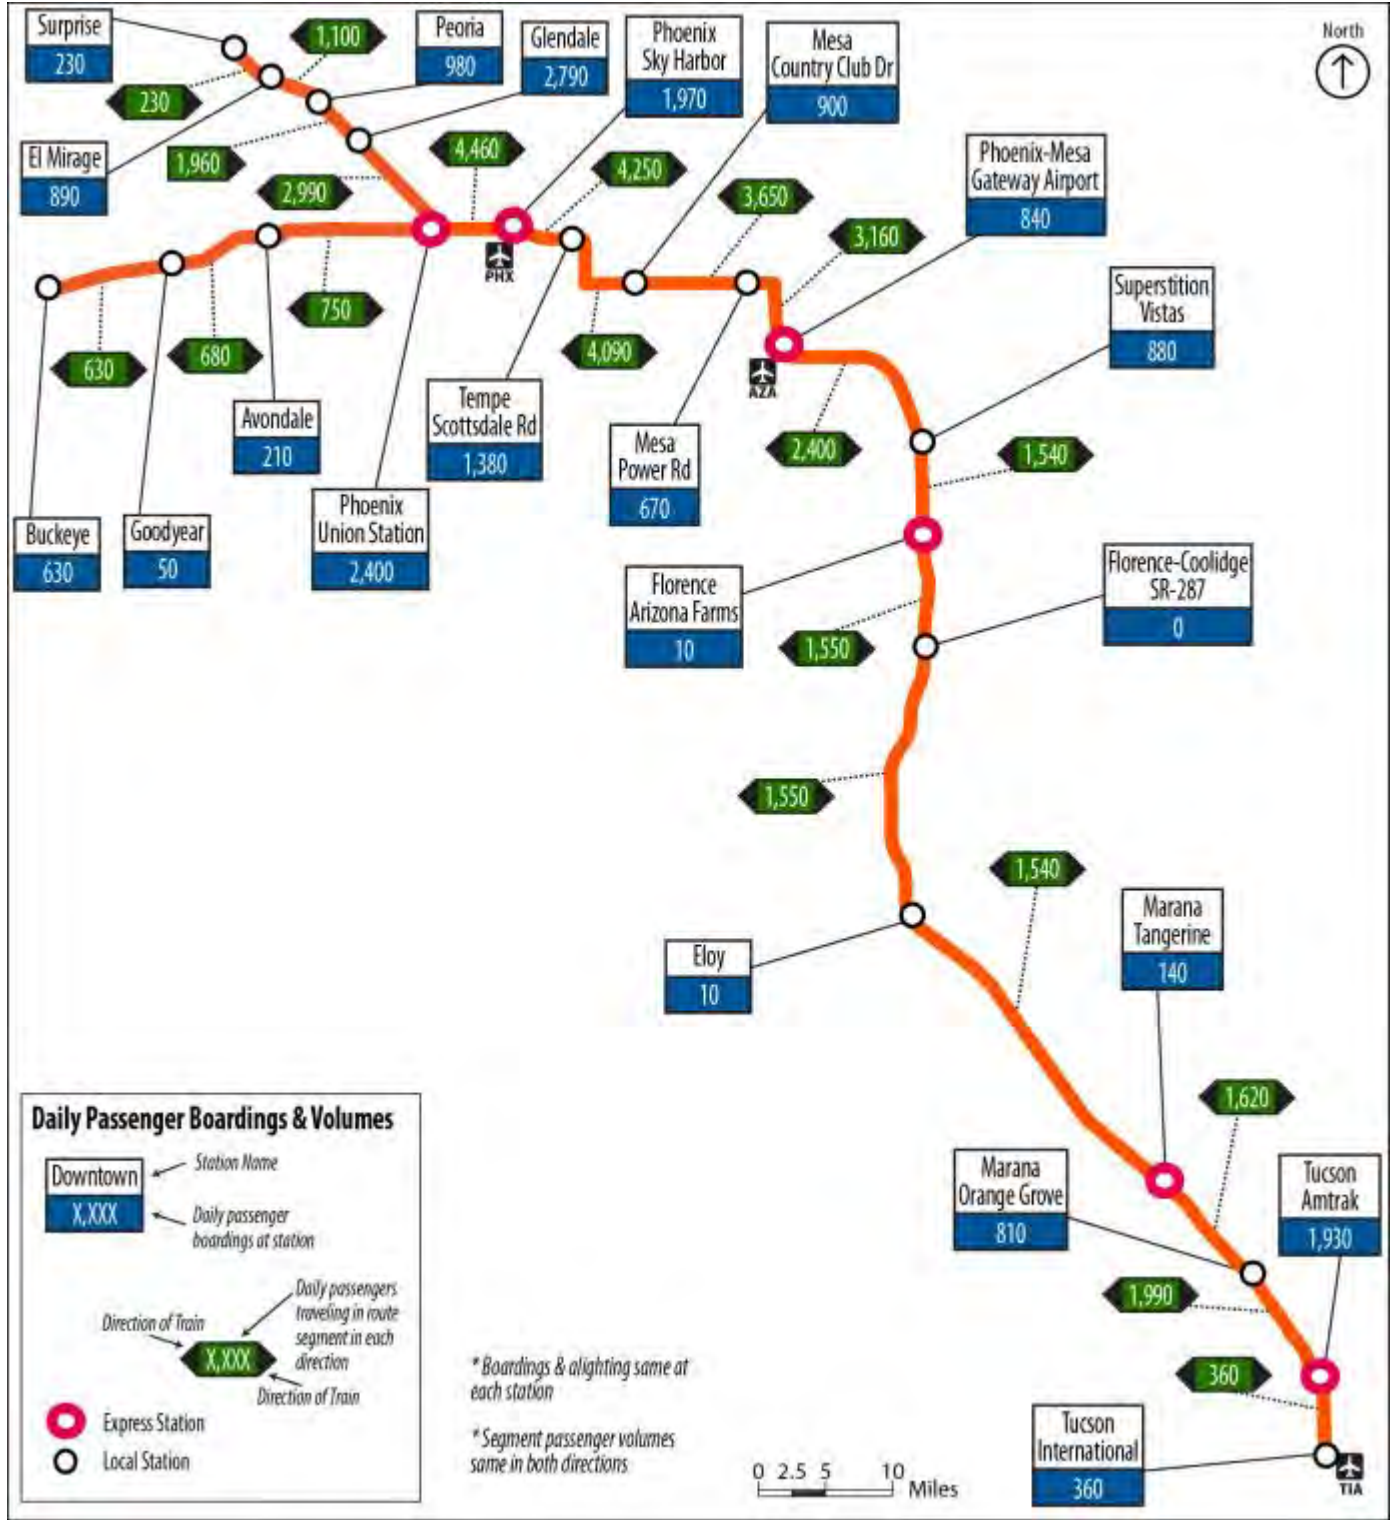 Surprise
230
1,100
Peoria
980
Glendale
2,790
Phoenix
Sky Harbor
1,970
Mesa
Country Club Dr
900
North
230
El Mirage
890
1,960
2,990
4,460
4,250
3,650
3,160
Phoenix-Mesa
Gateway Airport
840
PHX
Superstition
Vistas
880
750
680
630
4,090
AZA
Avondale
210
Tempe
Scottsdale Rd
1,380
Mesa
Power Rd
670
2,400
1,540
Buckeye
630
Goodyear
50
Phoenix
Union Station
2,400
Florence
Arizona Farms
10
Florence-Coolidge
SR-287
0
1,550
1,550
1,540
Eloy
10
Marana
Tangerine
140
1,620
Marana
Orange Grove
810
Tucson
Amtrak
1,930
1,990
360
Tucson
International
360
TIA
Daily Passenger Boardings & Volumes
Downtown
X,XXX
Station Name
Daily passenger
boardings at station
Direction of Train
X,XXX
Daily passengers
traveling in route
segment in each
direction
Direction of Train
Express Station
Local Station
* Boardings & alighting same at
each station
* Segment passenger volumes
same in both directions
0 2.5 5 10
Miles